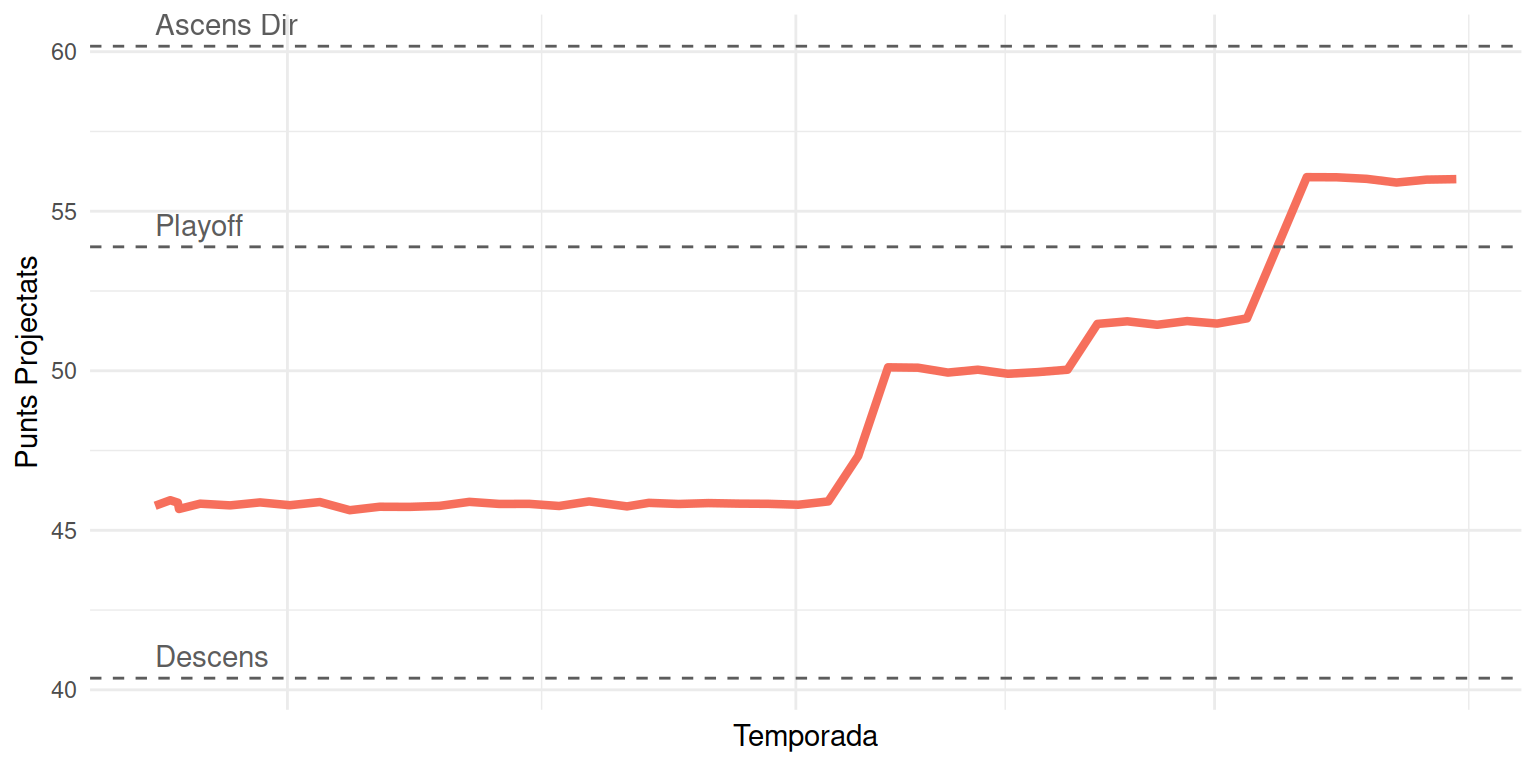 Ascens Dir
60
55
Playoff
Punts Projectats
50
45
Descens
40
Temporada